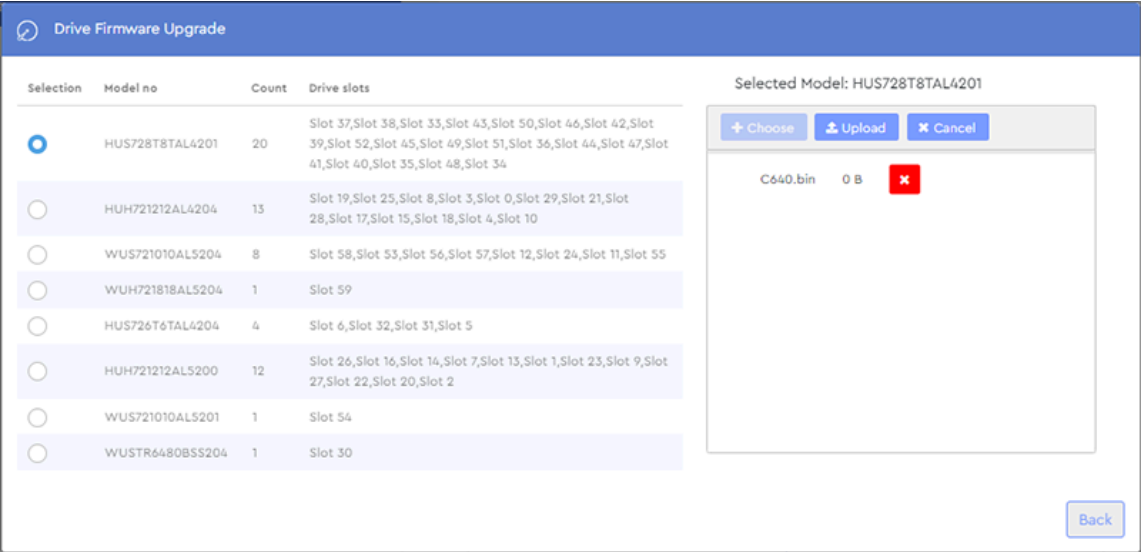 Drive Firmware Upgrade
Selection Model no Count Drive slots
HUS728T8TAL4201 20 Slot 37,Slot 38,Slot 33,Slot 43,Slot 50,Slot 46,Slot 42,Slot
39,Slot 52,Slot 45,Slot 49,Slot 51,Slot 36,Slot 44,Slot 47,Slot
41,Slot 40,Slot 35,Slot 48,Slot 34
HUH721212AL4204 13 Slot 19,Slot 25,Slot 8,Slot 3,Slot 0,Slot 29,Slot 21,Slot
28,Slot 17,Slot 15,Slot 18,Slot 4,Slot 10
WUS721010AL5204 8 Slot 58,Slot 53,Slot 56,Slot 57,Slot 12,Slot 24,Slot 11,Slot 55
WUH721818AL5204 1 Slot 59
HUS726T6TAL4204 4 Slot 6,Slot 32,Slot 31,Slot 5
HUH721212AL5200 12 Slot 26,Slot 16,Slot 14,Slot 7,Slot 13,Slot 1,Slot 23,Slot 9,Slot
27,Slot 22,Slot 20,Slot 2
WUS721010AL5201 1 Slot 54
WUSTR6480BSS204 1 Slot 30
Selected Model: HUS728T8TAL4201
Choose Upload Cancel
C640.bin 0 B
Back